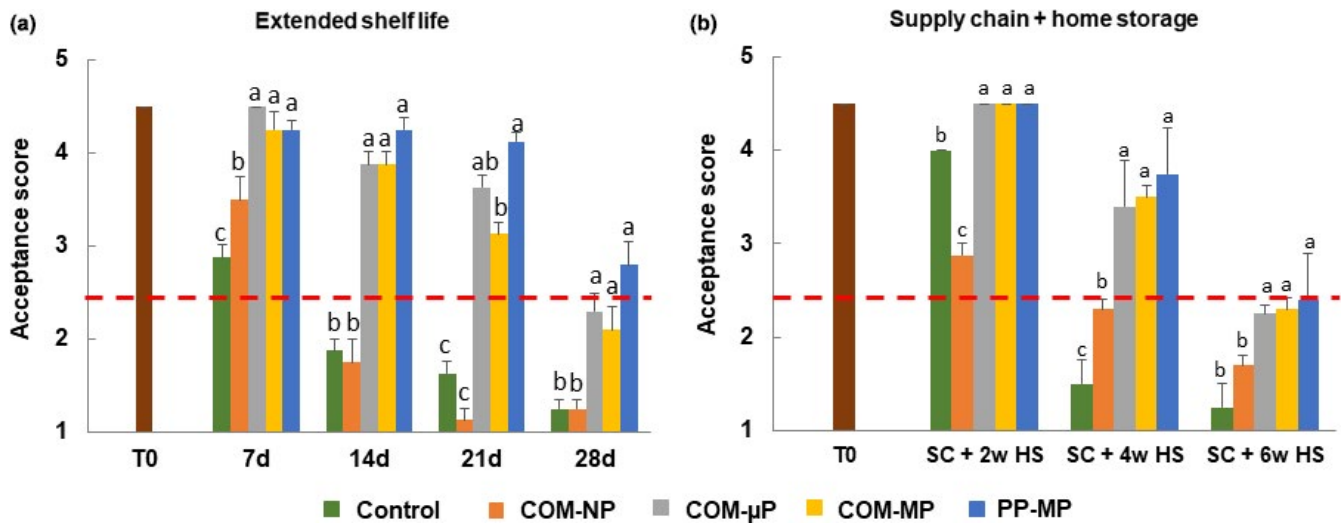 (a) Extended shelf life
Acceptance score
5
4
3
2
1
c b a a a
b b a a a
c c ab b a
b b a a a
T0 7d 14d 21d 28d
(b) Supply chain + home storage
Acceptance score
5
4
3
2
1
b c a a a
c b a a a
b b a a a
T0 SC + 2w HS SC + 4w HS SC + 6w HS
Control COM-NP COM-µP COM-MP PP-MP